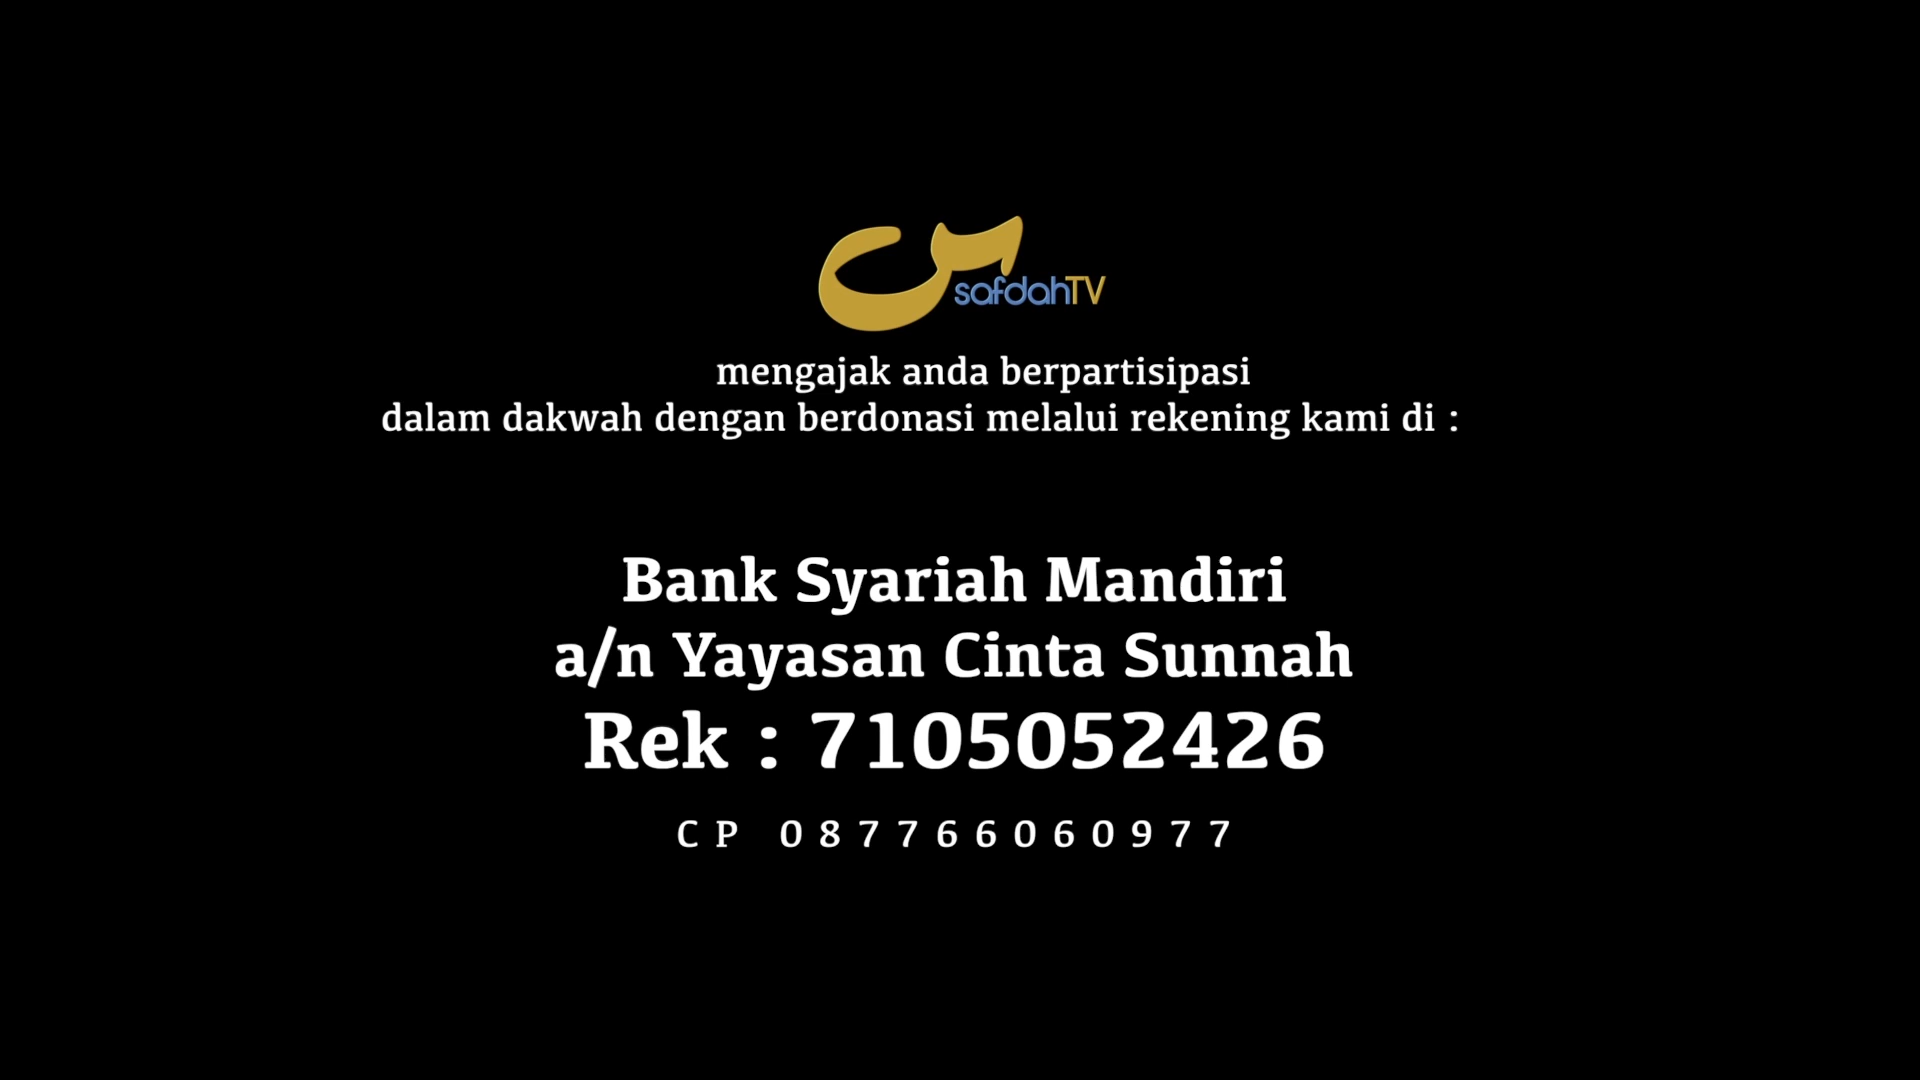 safdahTV
mengajak anda berpartisipasi
dalam dakwah dengan berdonasi melalui rekening kami di :
Bank Syariah Mandiri
a/n Yayasan Cinta Sunnah
Rek : 7105052426
CP 087766060977